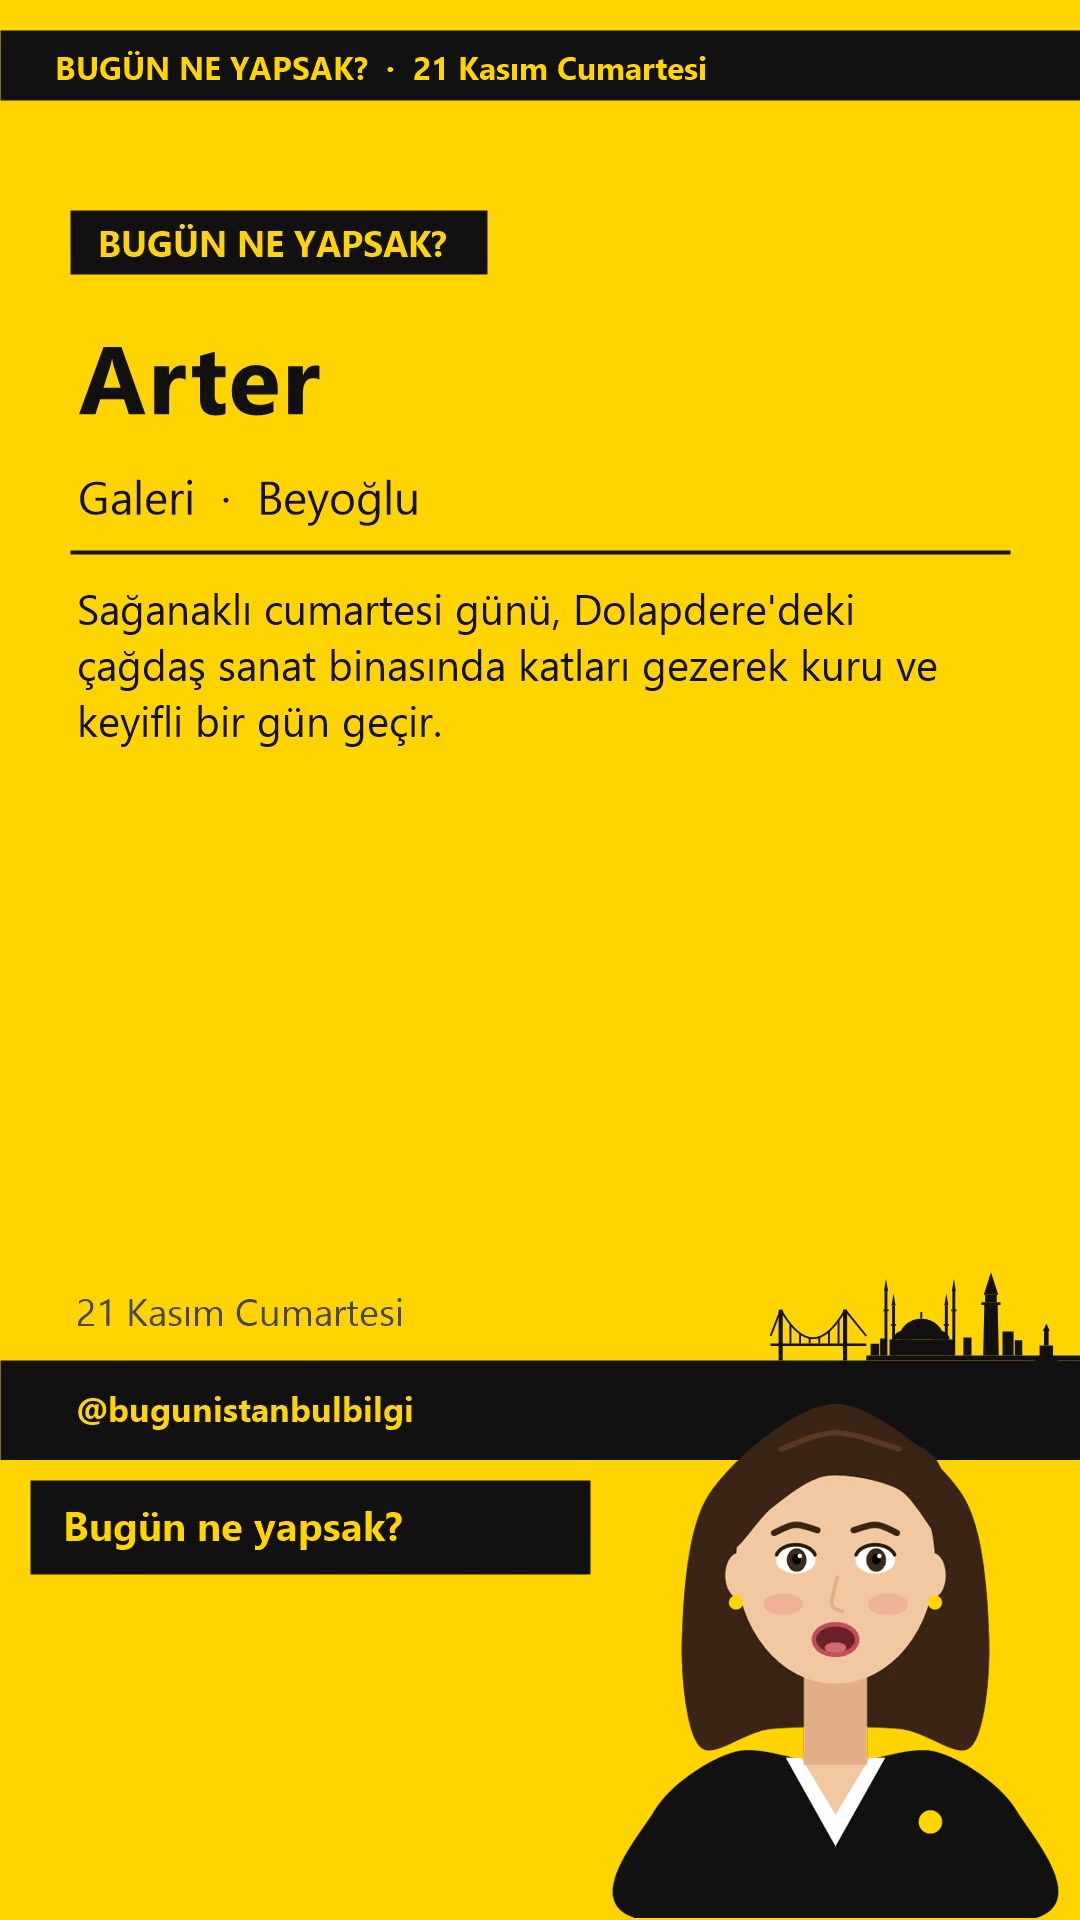 BUGÜN NE YAPSAK? · 21 Kasım Cumartesi
BUGÜN NE YAPSAK?
Arter
Galeri · Beyoğlu
Sağanaklı cumartesi günü, Dolapdere'deki
çağdaş sanat binasında katları gezerek kuru ve
keyifli bir gün geçir.
21 Kasım Cumartesi
@bugunistanbulbilgi
Bugün ne yapsak?